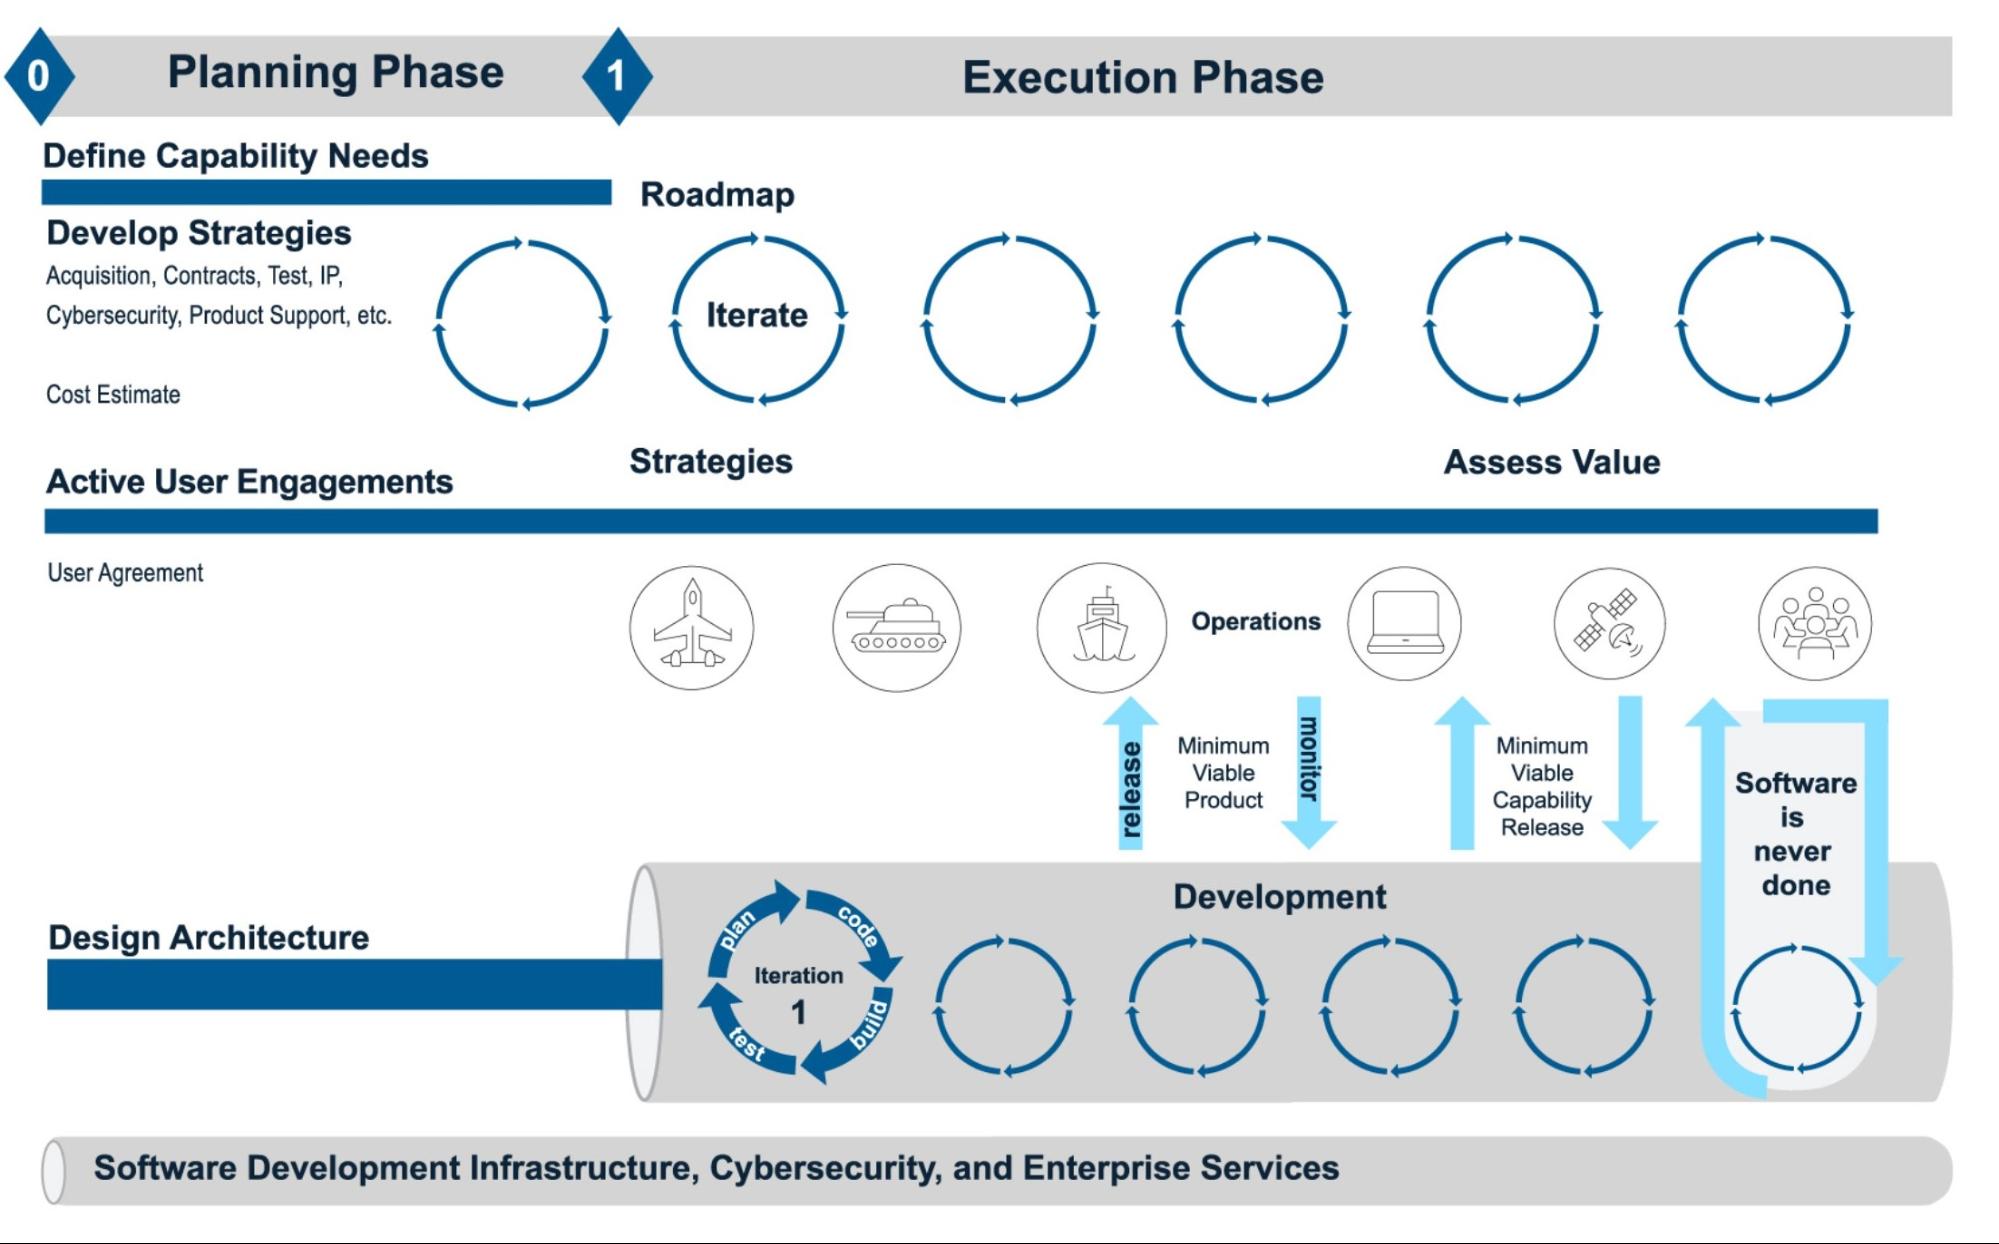 0
Planning Phase
1
Execution Phase
Define Capability Needs
Roadmap
Develop Strategies
Acquisition, Contracts, Test, IP,
Cybersecurity, Product Support, etc.
Iterate
Cost Estimate
Strategies
Assess Value
Active User Engagements
User Agreement
Operations
release
Minimum
Viable
Product
monitor
Minimum
Viable
Capability
Release
Software
is
never
done
Development
Design Architecture
plan
code
build
test
Iteration
1
Software Development Infrastructure, Cybersecurity, and Enterprise Services